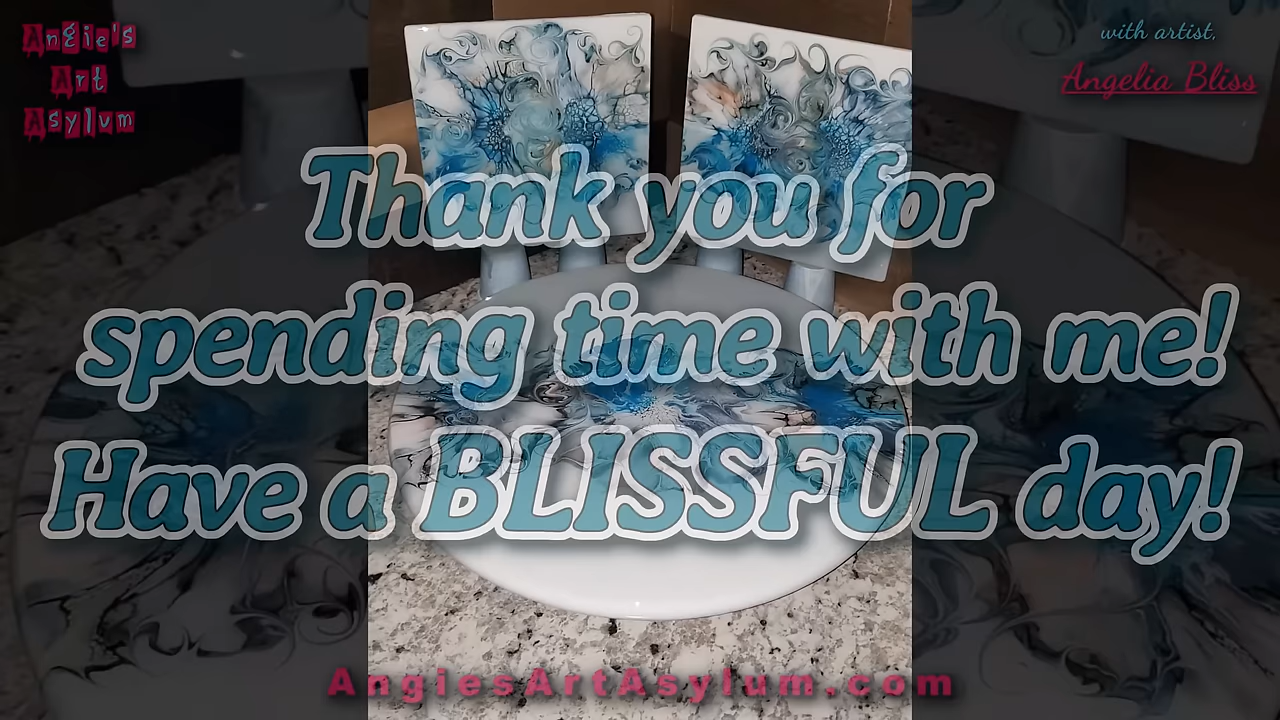 Angie's
Art
Asylum
with artist,
Angelia Bliss
Thank you for
spending time with me!
Have a BLISSFUL day!
AngiesArtAsylum.com